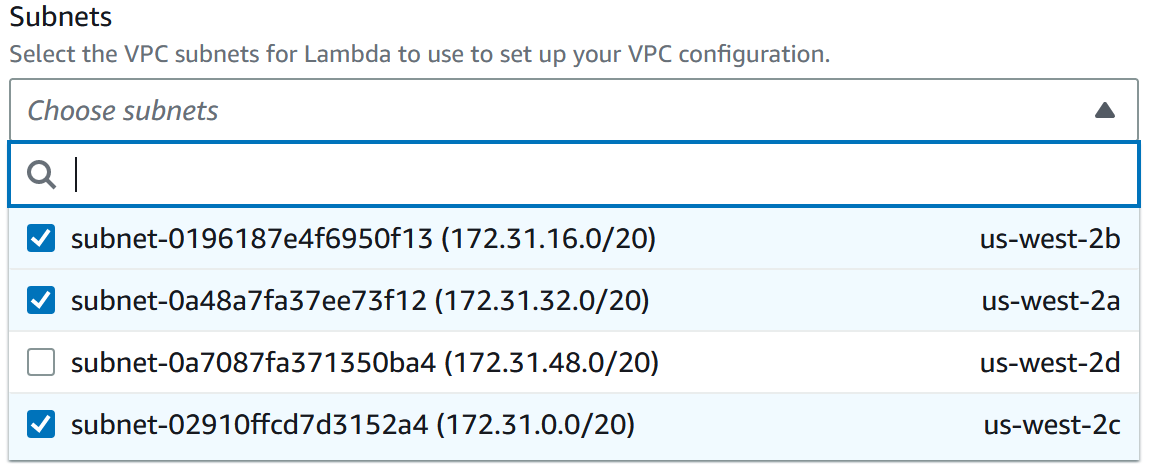 Subnets
Select the VPC subnets for Lambda to use to set up your VPC configuration.
Choose subnets
subnet-0196187e4f6950f13 (172.31.16.0/20) us-west-2b
subnet-0a48a7fa37ee73f12 (172.31.32.0/20) us-west-2a
subnet-0a7087fa371350ba4 (172.31.48.0/20) us-west-2d
subnet-02910ffcd7d3152a4 (172.31.0.0/20) us-west-2c